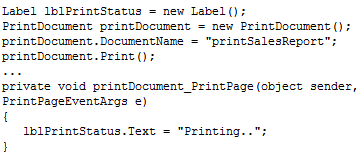 Label lblPrintStatus = new Label();
PrintDocument printDocument = new PrintDocument();
printDocument.DocumentName = "printSalesReport";
printDocument.Print();
...
private void printDocument_PrintPage(object sender,
PrintPageEventArgs e)
{
   lblPrintStatus.Text = "Printing..";
}